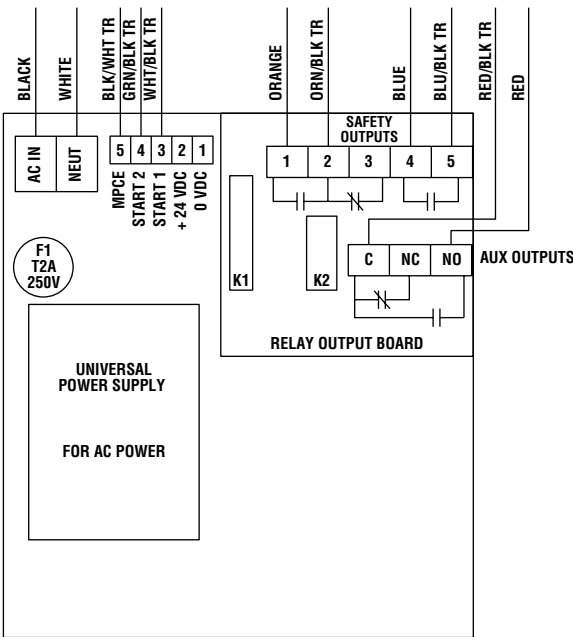 BLACK
WHITE
BLK/WHT TR
GRN/BLK TR
WHT/BLK TR
ORANGE
ORN/BLK TR
BLUE
BLU/BLK TR
RED/BLK TR
RED
AC IN
NEUT
5 4 3 2 1
MPCE
START 2
START 1
+ 24 VDC
0 VDC
SAFETY
OUTPUTS
1 2 3 4 5
F1
T2A
250V
K1
K2
C NC NO
AUX OUTPUTS
RELAY OUTPUT BOARD
UNIVERSAL
POWER SUPPLY
FOR AC POWER